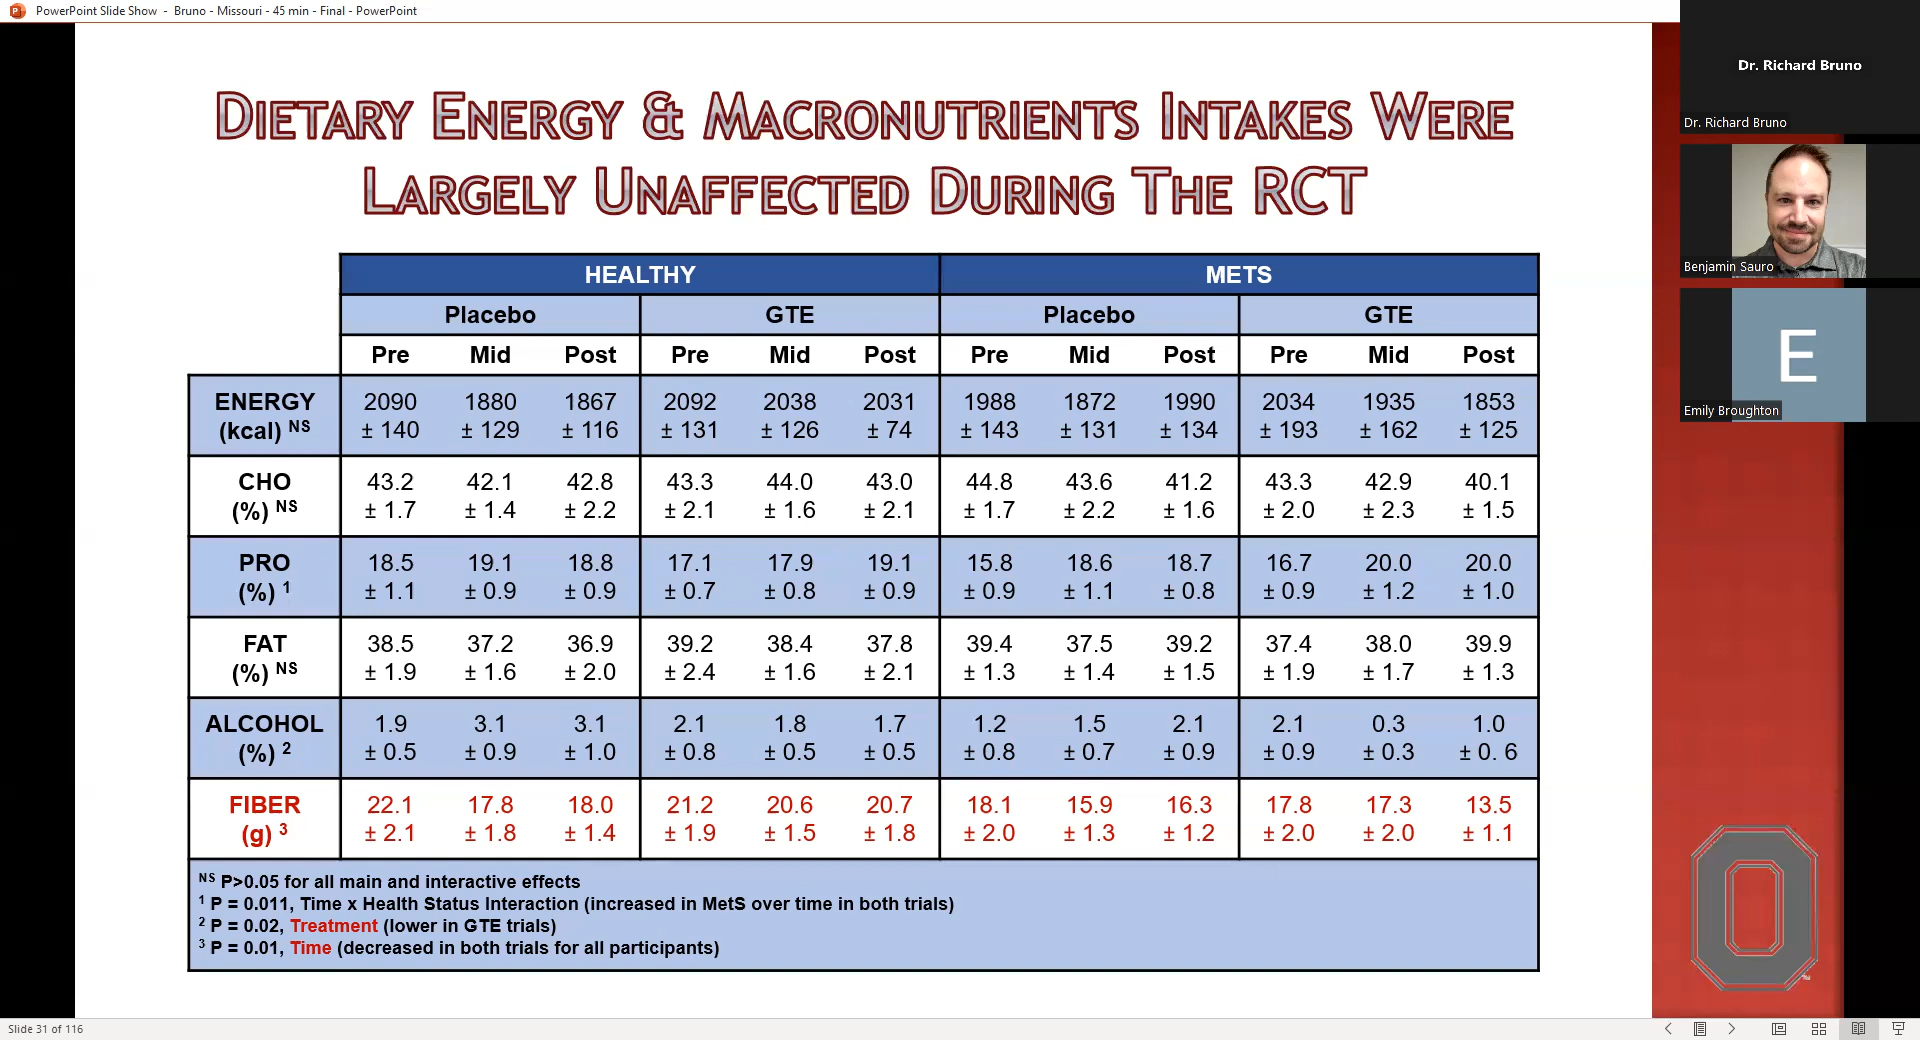 PowerPoint Slide Show - Bruno - Missouri - 45 min - Final - PowerPoint
DIETARY ENERGY & MACRONUTRIENTS INTAKES WERE
LARGELY UNAFFECTED DURING THE RCT
HEALTHY METS
Placebo GTE Placebo GTE
Pre Mid Post Pre Mid Post Pre Mid Post Pre Mid Post
ENERGY 2090 1880 1867 2092 2038 2031 1988 1872 1990 2034 1935 1853
(kcal) NS ± 140 ± 129 ± 116 ± 131 ± 126 ± 74 ± 143 ± 131 ± 134 ± 193 ± 162 ± 125
CHO 43.2 42.1 42.8 43.3 44.0 43.0 44.8 43.6 41.2 43.3 42.9 40.1
(%) NS ± 1.7 ± 1.4 ± 2.2 ± 2.1 ± 1.6 ± 2.1 ± 1.7 ± 2.2 ± 1.6 ± 2.0 ± 2.3 ± 1.5
PRO 18.5 19.1 18.8 17.1 17.9 19.1 15.8 18.6 18.7 16.7 20.0 20.0
(%) 1 ± 1.1 ± 0.9 ± 0.9 ± 0.7 ± 0.8 ± 0.9 ± 0.9 ± 1.1 ± 0.8 ± 0.9 ± 1.2 ± 1.0
FAT 38.5 37.2 36.9 39.2 38.4 37.8 39.4 37.5 39.2 37.4 38.0 39.9
(%) NS ± 1.9 ± 1.6 ± 2.0 ± 2.4 ± 1.6 ± 2.1 ± 1.3 ± 1.4 ± 1.5 ± 1.9 ± 1.7 ± 1.3
ALCOHOL 1.9 3.1 3.1 2.1 1.8 1.7 1.2 1.5 2.1 2.1 0.3 1.0
(%) 2 ± 0.5 ± 0.9 ± 1.0 ± 0.8 ± 0.5 ± 0.5 ± 0.8 ± 0.7 ± 0.9 ± 0.9 ± 0.3 ± 0. 6
FIBER 22.1 17.8 18.0 21.2 20.6 20.7 18.1 15.9 16.3 17.8 17.3 13.5
(g) 3 ± 2.1 ± 1.8 ± 1.4 ± 1.9 ± 1.5 ± 1.8 ± 2.0 ± 1.3 ± 1.2 ± 2.0 ± 2.0 ± 1.1
NS P>0.05 for all main and interactive effects
1 P = 0.011, Time x Health Status Interaction (increased in MetS over time in both trials)
2 P = 0.02, Treatment (lower in GTE trials)
3 P = 0.01, Time (decreased in both trials for all participants)
Slide 31 of 116
Dr. Richard Bruno
Dr. Richard Bruno
Benjamin Sauro
E
Emily Broughton
O